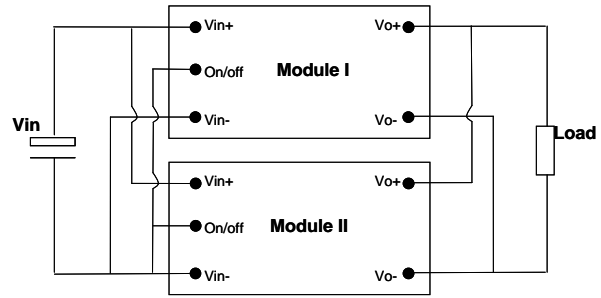 Vin+ Vo+
On/off Module I
Vin- Vo-
Vin
Load
Vin+ Vo+
On/off Module II
Vin- Vo-